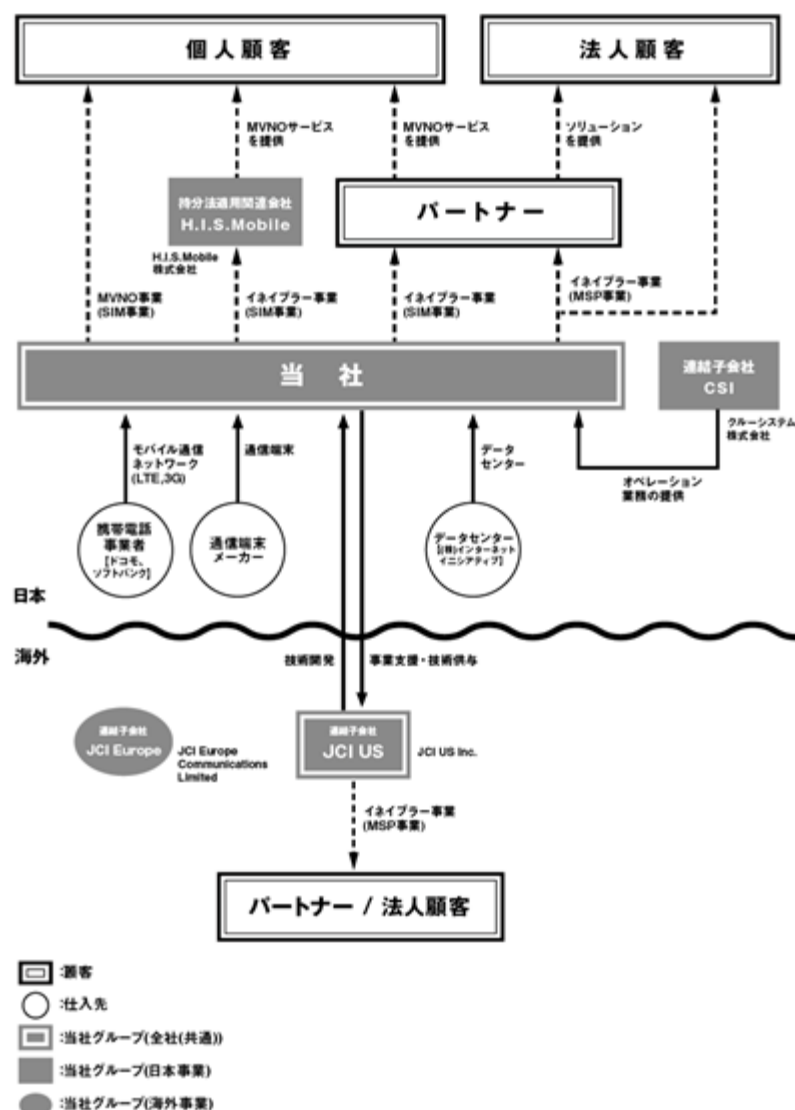 個人顧客
法人顧客
MVNOサービス
を提供
MVNOサービス
を提供
ソリューション
を提供
持分法適用関連会社
H.I.S.Mobile
パートナー
H.I.S.Mobile
株式会社
MVNO事業
(SIM事業)
イネイブラー事業
(SIM事業)
イネイブラー事業
(SIM事業)
イネイブラー事業
(MSP事業)
当 社
連結子会社
CSI
クルーシステム
株式会社
モバイル通信
ネットワーク
(LTE,3G)
通信端末
データ
センター
オペレーション
業務の提供
携帯電話
事業者
[ドコモ、
ソフトバンク]
通信端末
メーカー
データセンター
[(株)インターネット
イニシアティブ]
日本
海外
技術開発
事業支援・技術供与
連結子会社
JCI Europe
JCI Europe
Communications
Limited
連結子会社
JCI US
JCI US Inc.
イネイブラー事業
(MSP事業)
パートナー / 法人顧客
:顧客
:仕入先
:当社グループ(全社(共通))
:当社グループ(日本事業)
:当社グループ(海外事業)